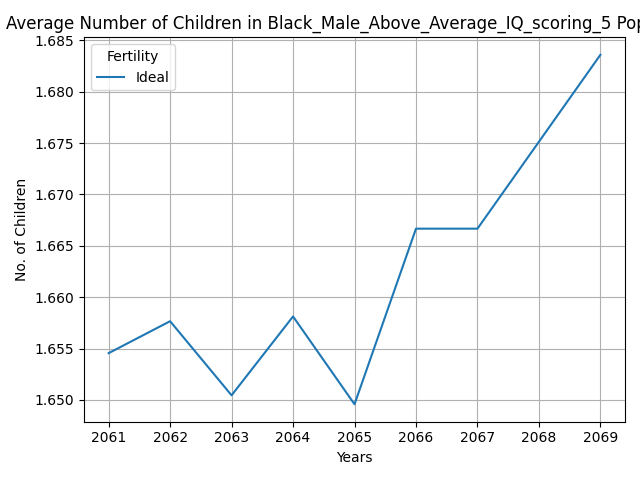 Average Number of Children in Black_Male_Above_Average_IQ_scoring_5
Fertility
Ideal
No. of Children
1.685
1.680
1.675
1.670
1.665
1.660
1.655
1.650
2061 2062 2063 2064 2065 2066 2067 2068 2069
Years